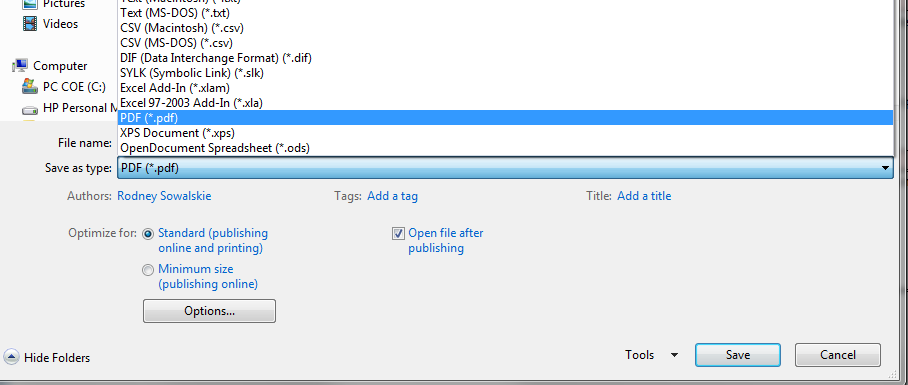 Pictures
Videos
Computer
PC COE (C:)
HP Personal M
Text (MS-DOS) (*.txt)
CSV (Macintosh) (*.csv)
CSV (MS-DOS) (*.csv)
DIF (Data Interchange Format) (*.dif)
SYLK (Symbolic Link) (*.slk)
Excel Add-In (*.xlam)
Excel 97-2003 Add-In (*.xla)
PDF (*.pdf)
XPS Document (*.xps)
OpenDocument Spreadsheet (*.ods)
File name:
Save as type: PDF (*.pdf)
Authors: Rodney Sowalskie Tags: Add a tag Title: Add a title
Optimize for: Standard (publishing
online and printing)
Minimum size
(publishing online)
Open file after
publishing
Options...
Hide Folders Tools Save Cancel